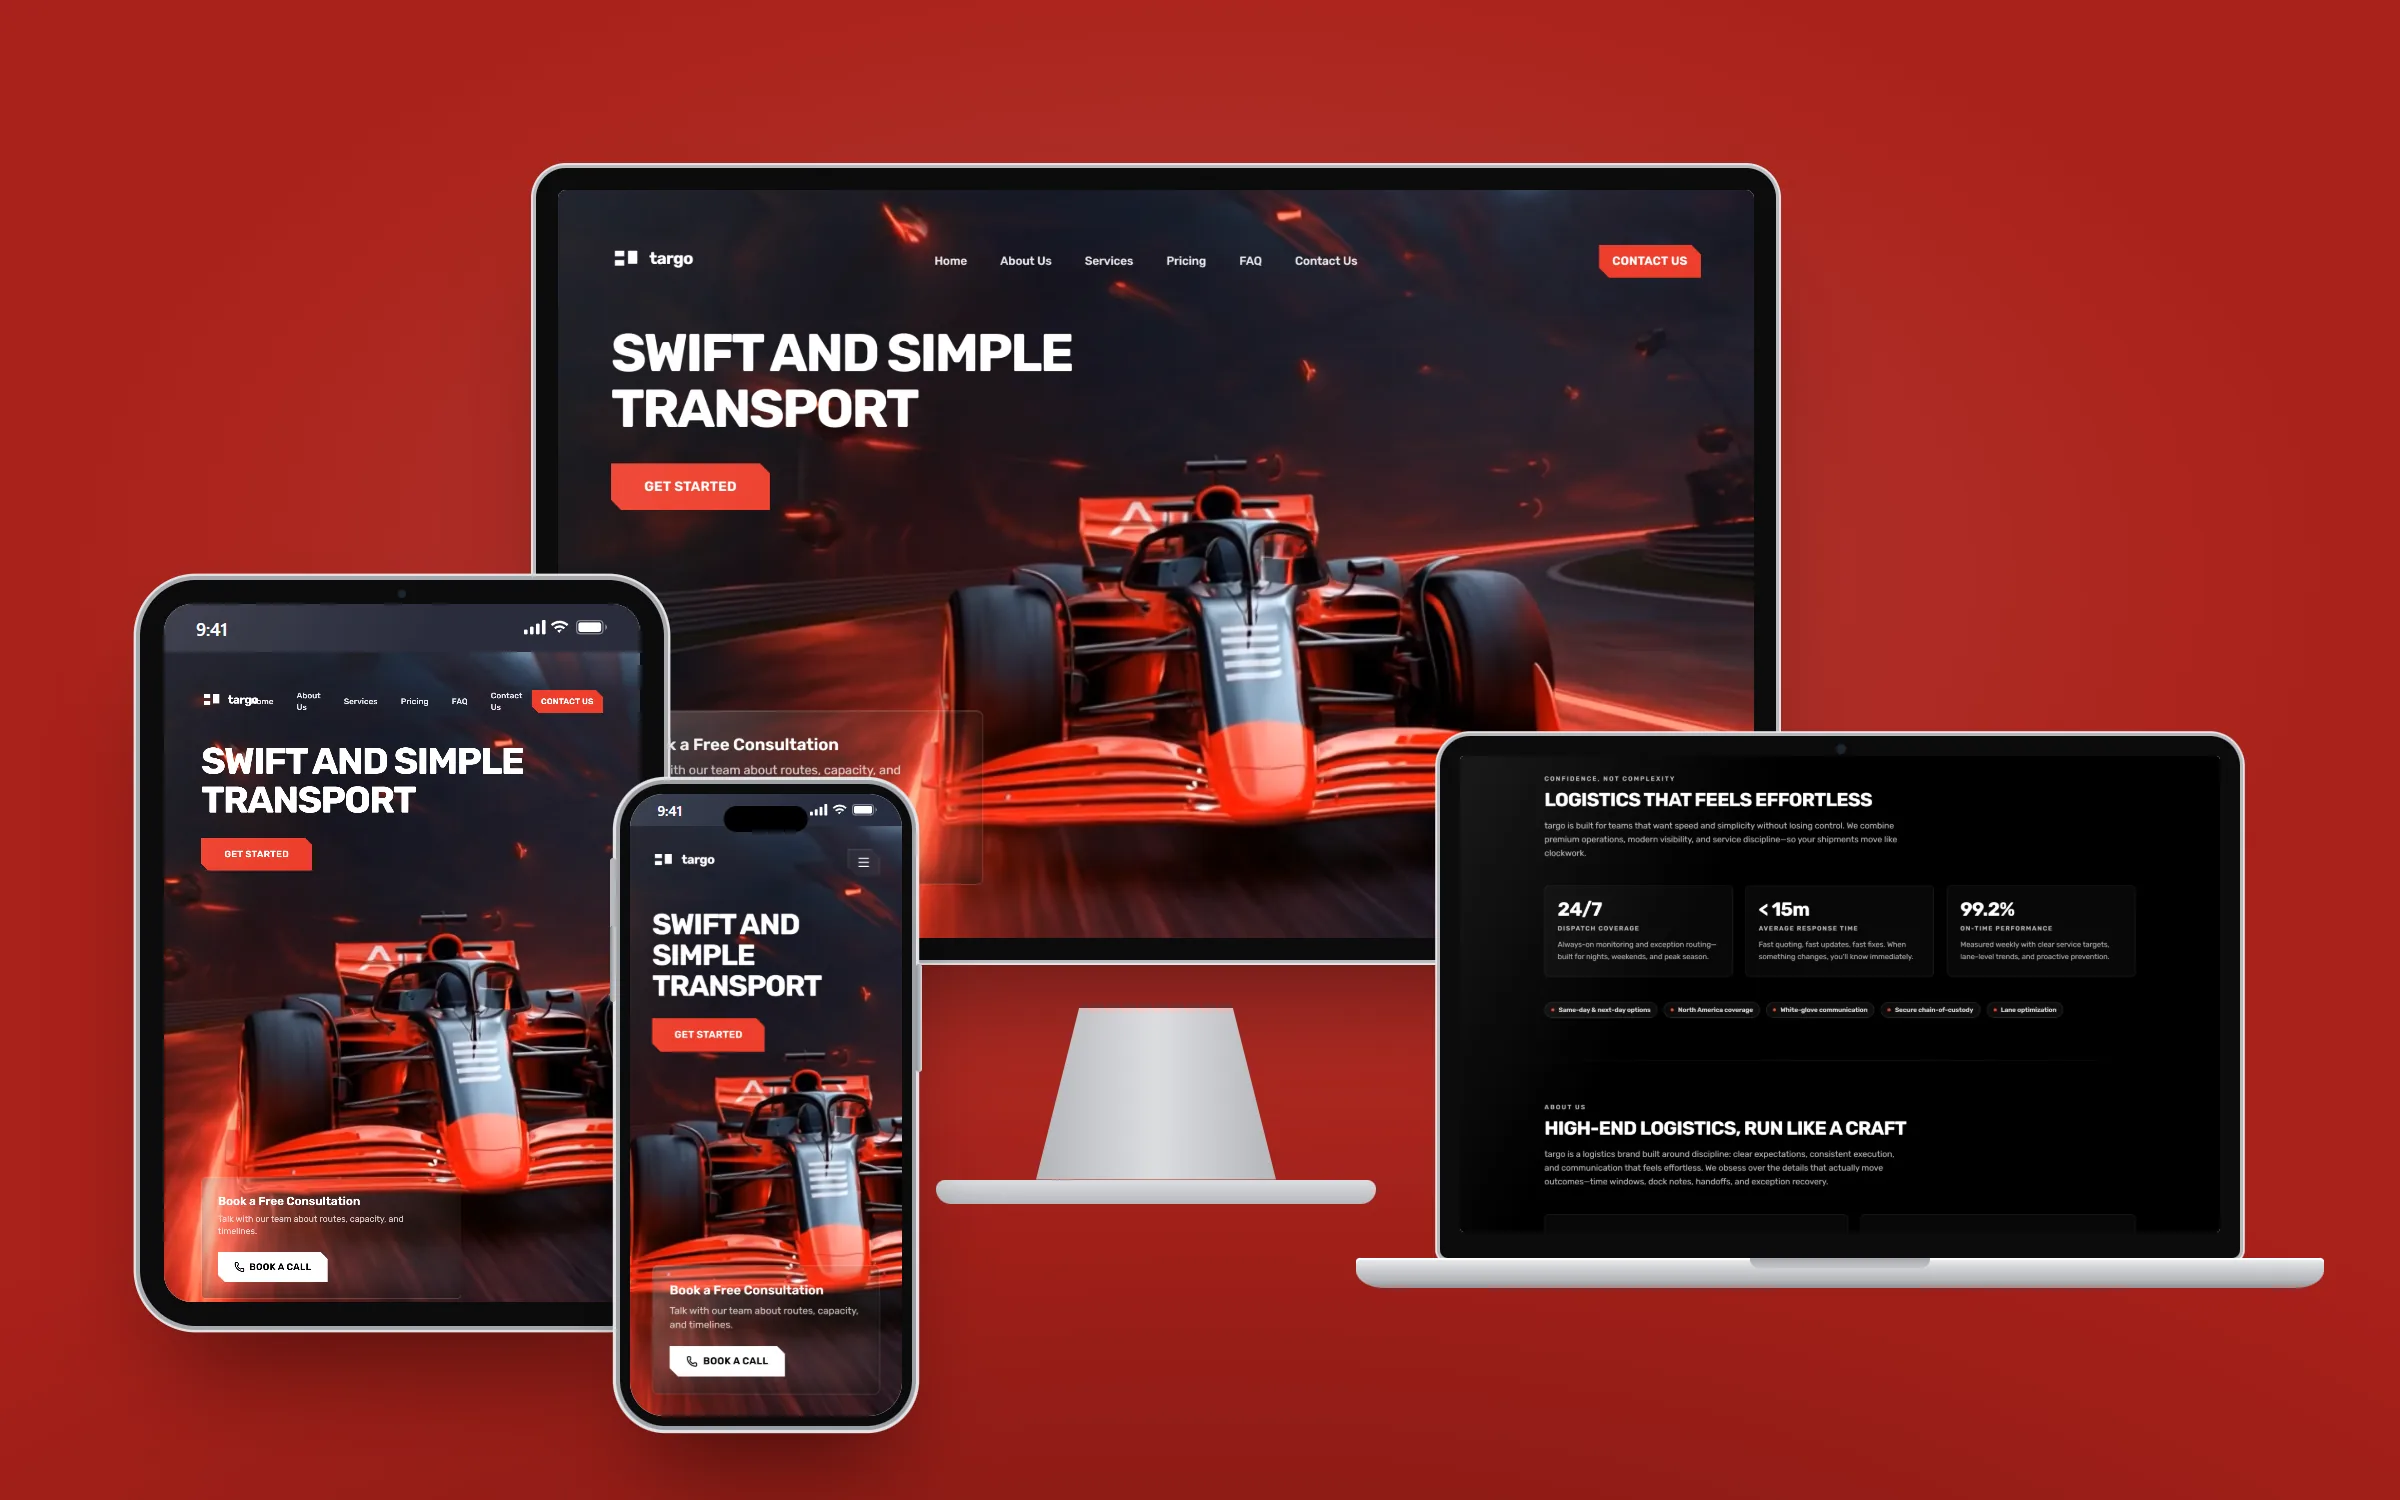 targo
Home About Us Services Pricing FAQ Contact Us
CONTACT US
SWIFT AND SIMPLE
TRANSPORT
GET STARTED
k a Free Consultation
ith our team about routes, capacity, and
9:41
targo
ome
About
Us
Services
Pricing
FAQ
Contact
Us
CONTACT US
SWIFT AND SIMPLE
TRANSPORT
GET STARTED
Book a Free Consultation
Talk with our team about routes, capacity, and
timelines.
BOOK A CALL
9:41
targo
SWIFT AND
SIMPLE
TRANSPORT
GET STARTED
Book a Free Consultation
Talk with our team about routes, capacity,
and timelines.
BOOK A CALL
CONFIDENCE, NOT COMPLEXITY
LOGISTICS THAT FEELS EFFORTLESS
targo is built for teams that want speed and simplicity without losing control. We combine
premium operations, modern visibility, and service discipline—so your shipments move like
clockwork.
24/7
DISPATCH COVERAGE
Always-on monitoring and exception routing—
built for nights, weekends, and peak season.
< 15m
AVERAGE RESPONSE TIME
Fast quoting, fast updates, fast fixes. When
something changes, you'll know immediately.
99.2%
ON-TIME PERFORMANCE
Measured weekly with clear service targets,
lane-level trends, and proactive prevention.
Same-day & next-day options
North America coverage
White-glove communication
Secure chain-of-custody
Lane optimization
ABOUT US
HIGH-END LOGISTICS, RUN LIKE A CRAFT
targo is a logistics brand built around discipline: clear expectations, consistent execution,
and communication that feels effortless. We obsess over the details that actually move
outcomes—time windows, dock notes, handoffs, and exception recovery.